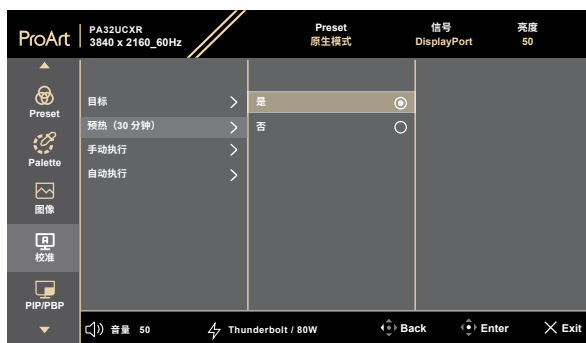 ProArt
PA32UCXR
3840 x 2160_60Hz
Preset
原生模式
信号
DisplayPort
亮度
50
Preset
Palette
图像
校准
PIP/PBP
目标
预热（30 分钟）
手动执行
自动执行
是
否
音量 50
Thunderbolt / 80W
Back
Enter
Exit